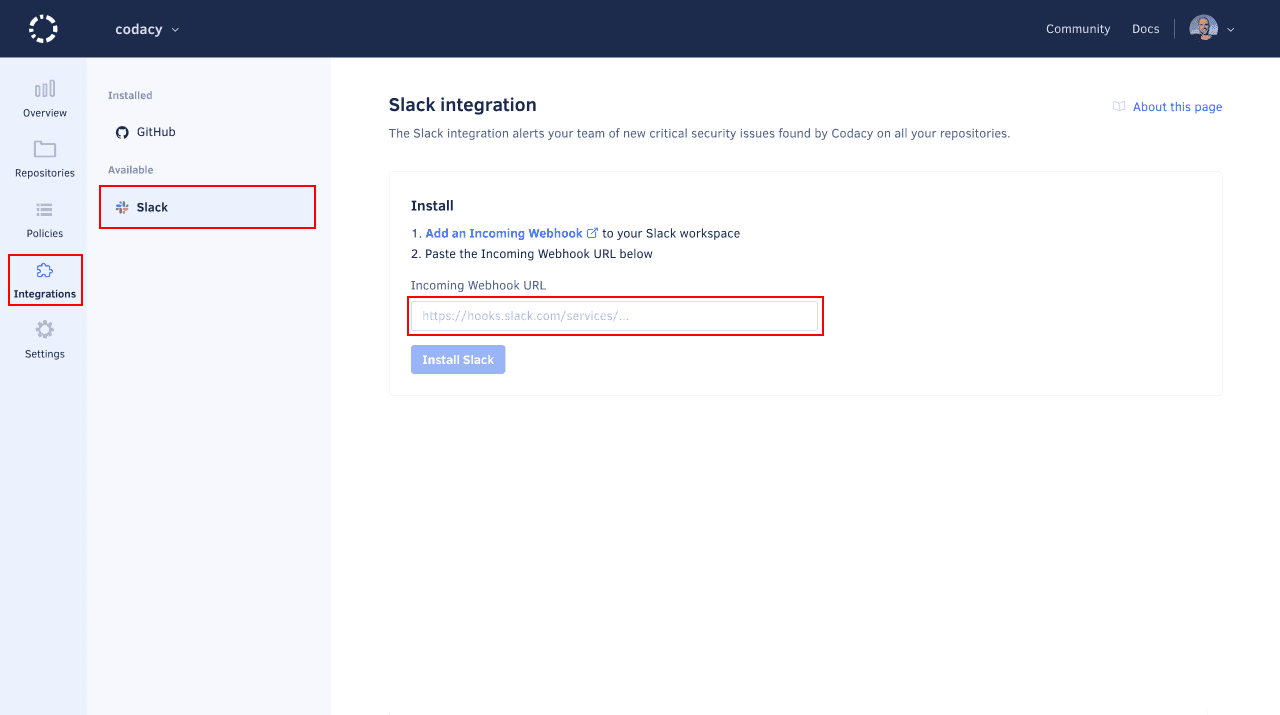 codacy
Community
Docs
Overview
Repositories
Policies
Integrations
Settings
Installed
GitHub
Available
Slack
Slack integration
About this page
The Slack integration alerts your team of new critical security issues found by Codacy on all your repositories.
Install
1. Add an Incoming Webhook to your Slack workspace
2. Paste the Incoming Webhook URL below
Incoming Webhook URL
https://hooks.slack.com/services/...
Install Slack